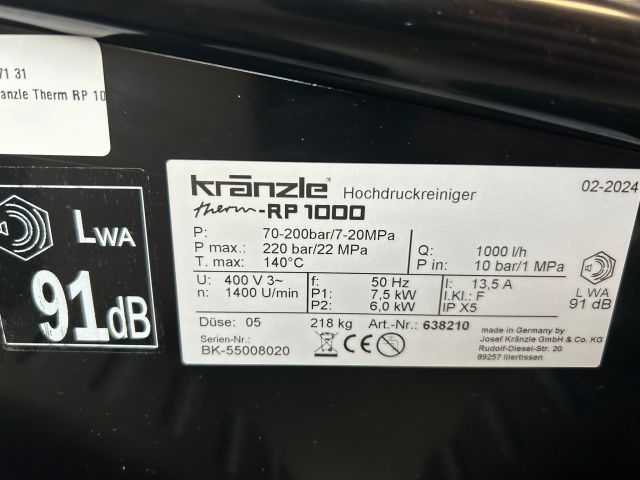 71 31
anzle Therm RP 10
LWA
91dB
Kränzle Hochdruckreiniger
02-2024
therm-RP 1000
P: 70-200bar/7-20MPa
P max.: 220 bar/22 MPa
Q: 1000 l/h
T. max: 140°C
P in: 10 bar/1 MPa
U: 400 V 3~ f: 50 Hz I: 13,5 A
n: 1400 U/min P1: 7,5 kW I.Kl.: F
P2: 6,0 kW IP X5
LWA
91 dB
Düse: 05 218 kg Art.-Nr.: 638210
Serien-Nr.:
BK-55008020
CE
made in Germany by
Josef Kränzle GmbH & Co. KG
Rudolf-Diesel-Str. 20
89257 Illertissen